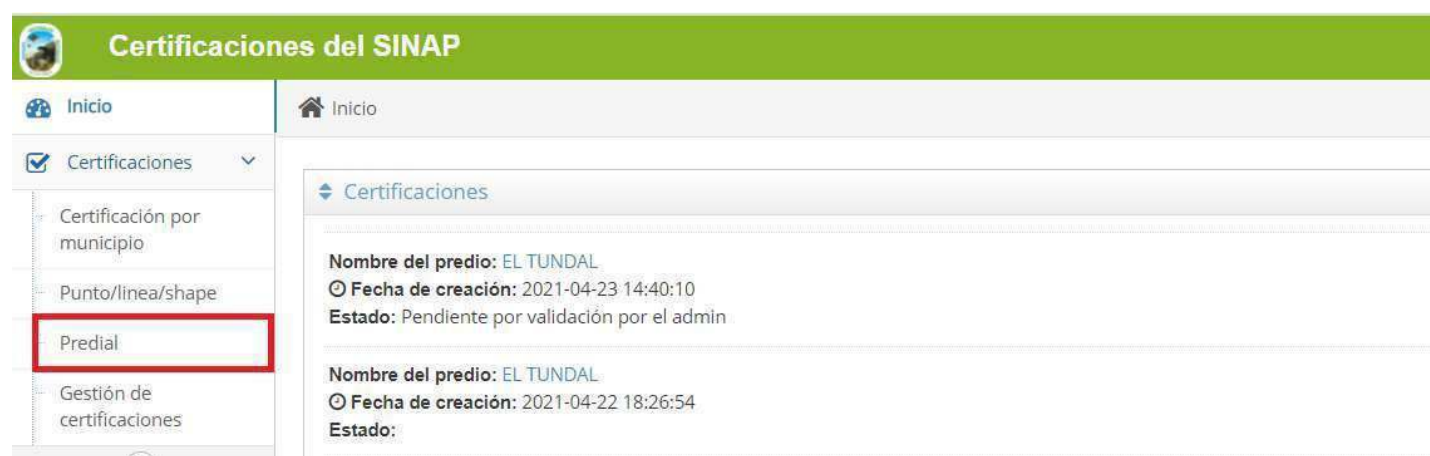 Certificaciones del SINAP
Inicio
Inicio
Certificaciones
Certificación por
municipio
Punto/linea/shape
Predial
Gestión de
certificaciones
Certificaciones
Nombre del predio: EL TUNDAL
Fecha de creación: 2021-04-23 14:40:10
Estado: Pendiente por validación por el admin
Nombre del predio: EL TUNDAL
Fecha de creación: 2021-04-22 18:26:54
Estado: